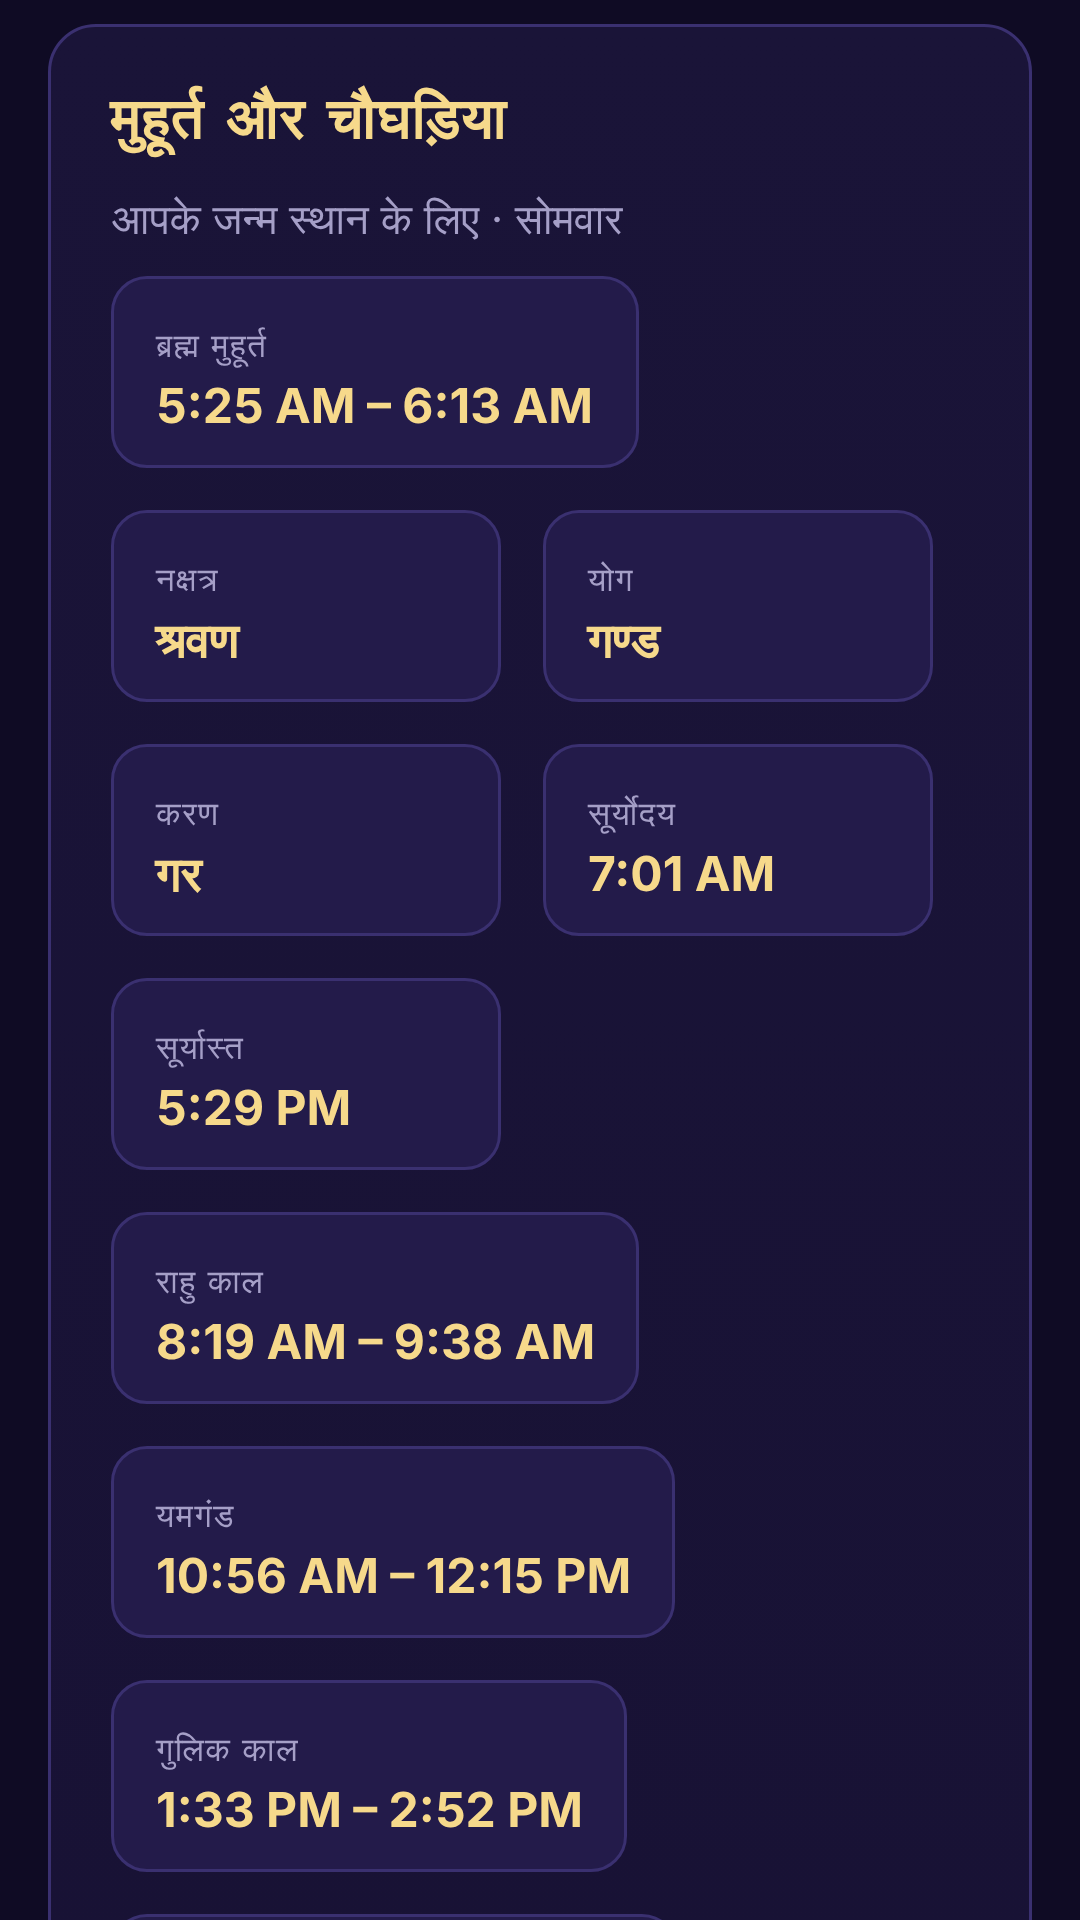 मुहूर्त और चौघड़िया
आपके जन्म स्थान के लिए · सोमवार
ब्रह्म मुहूर्त
5:25 AM – 6:13 AM
नक्षत्र
श्रवण
योग
गण्ड
करण
गर
सूर्योदय
7:01 AM
सूर्यास्त
5:29 PM
राहु काल
8:19 AM – 9:38 AM
यमगंड
10:56 AM – 12:15 PM
गुलिक काल
1:33 PM – 2:52 PM